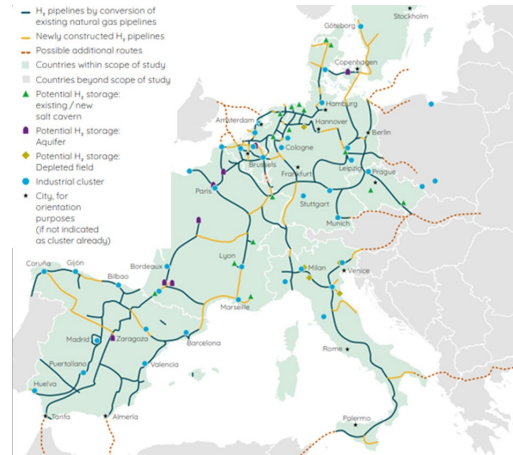 H₂ pipelines by conversion of
existing natural gas pipelines
Newly constructed H₂ pipelines
Possible additional routes
Countries within scope of study
Countries beyond scope of study
Potential H₂ storage:
existing / new
salt cavern
Potential H₂ storage:
Aquifer
Potential H₂ storage:
Depleted field
Industrial cluster
City, for
orientation
purposes
(if not indicated
as cluster already)
Stockholm
Göteborg
Copenhagen
Hamburg
Amsterdam
Hannover
Berlin
Cologne
Brussels
Leipzig
Frankfurt
Prague
Paris
Stuttgart
Munich
Lyon
Milan
Venice
Coruña
Gijón
Bilbao
Bordeaux
Marseille
Madrid
Zaragoza
Barcelona
Puertollano
Valencia
Rome
Huelva
Tarifa
Almeria
Palermo